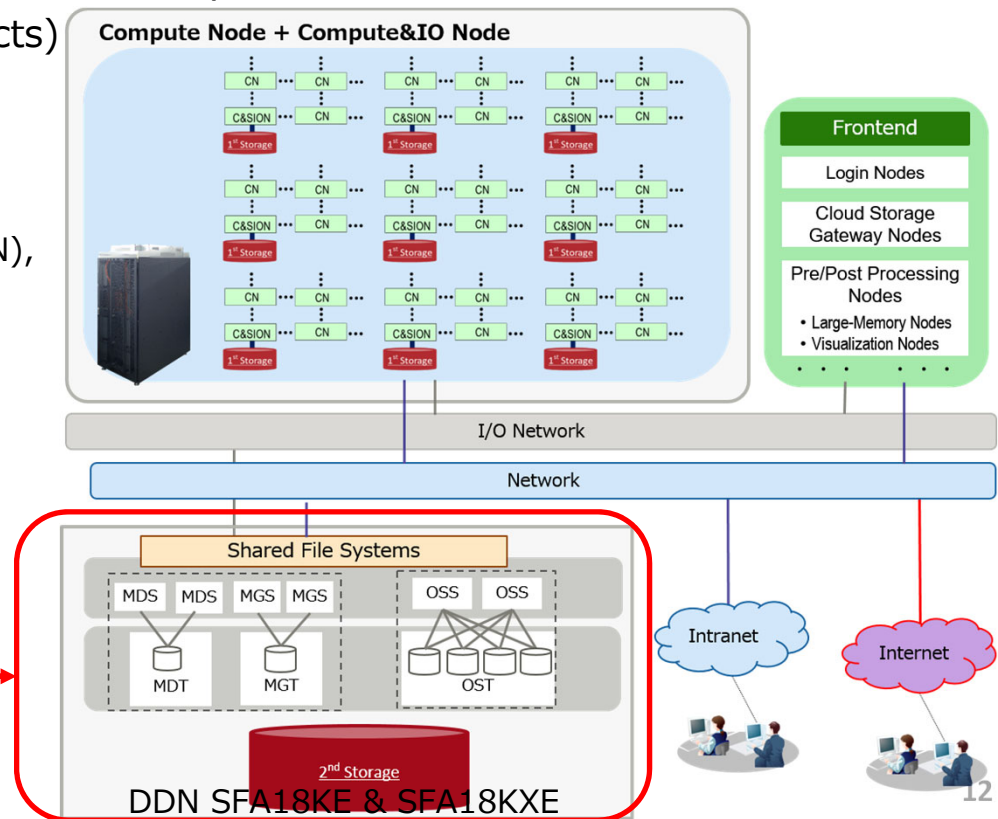 cts)
N),
Compute Node + Compute&IO Node
CN ••• CN ••• CN ••• CN ••• CN ••• CN •••
C&SION ••• CN ••• C&SION ••• CN ••• C&SION ••• CN •••
1st Storage 1st Storage 1st Storage
CN ••• CN ••• CN ••• CN ••• CN ••• CN •••
C&SION ••• CN ••• C&SION ••• CN ••• C&SION ••• CN •••
1st Storage 1st Storage 1st Storage
CN ••• CN ••• CN ••• CN ••• CN ••• CN •••
C&SION ••• CN ••• C&SION ••• CN ••• C&SION ••• CN •••
1st Storage 1st Storage 1st Storage
Frontend
Login Nodes
Cloud Storage
Gateway Nodes
Pre/Post Processing
Nodes
• Large-Memory Nodes
• Visualization Nodes
• • • • • •
I/O Network
Network
Shared File Systems
MDS MDS MGS MGS OSS OSS
MDT MGT OST
2nd Storage
DDN SFA18KE & SFA18KXE
Intranet
Internet
12